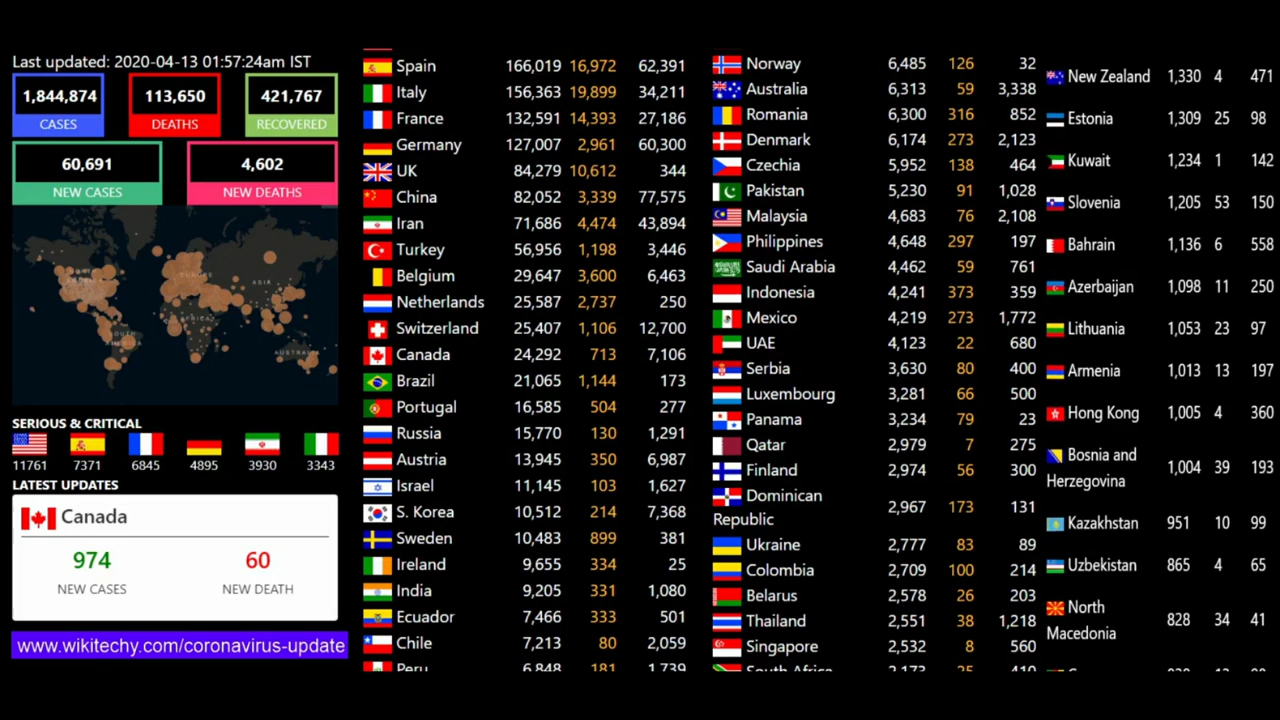 Last updated: 2020-04-13 01:57:24am IST
1,844,874
CASES
113,650
DEATHS
421,767
RECOVERED
60,691
NEW CASES
4,602
NEW DEATHS
EUROPE
ASIA
AFRICA
SOUTH
AMERICA
AUSTRALIA
SERIOUS & CRITICAL
11761 7371 6845 4895 3930 3343
LATEST UPDATES
Canada
974
NEW CASES
60
NEW DEATH
www.wikitechy.com/coronavirus-update
Spain 166,019 16,972 62,391
Italy 156,363 19,899 34,211
France 132,591 14,393 27,186
Germany 127,007 2,961 60,300
UK 84,279 10,612 344
China 82,052 3,339 77,575
Iran 71,686 4,474 43,894
Turkey 56,956 1,198 3,446
Belgium 29,647 3,600 6,463
Netherlands 25,587 2,737 250
Switzerland 25,407 1,106 12,700
Canada 24,292 713 7,106
Brazil 21,065 1,144 173
Portugal 16,585 504 277
Russia 15,770 130 1,291
Austria 13,945 350 6,987
Israel 11,145 103 1,627
S. Korea 10,512 214 7,368
Sweden 10,483 899 381
Ireland 9,655 334 25
India 9,205 331 1,080
Ecuador 7,466 333 501
Chile 7,213 80 2,059
Peru 6,848 181 1,739
Norway 6,485 126 32
Australia 6,313 59 3,338
Romania 6,300 316 852
Denmark 6,174 273 2,123
Czechia 5,952 138 464
Pakistan 5,230 91 1,028
Malaysia 4,683 76 2,108
Philippines 4,648 297 197
Saudi Arabia 4,462 59 761
Indonesia 4,241 373 359
Mexico 4,219 273 1,772
UAE 4,123 22 680
Serbia 3,630 80 400
Luxembourg 3,281 66 500
Panama 3,234 79 23
Qatar 2,979 7 275
Finland 2,974 56 300
Dominican
Republic 2,967 173 131
Ukraine 2,777 83 89
Colombia 2,709 100 214
Belarus 2,578 26 203
Thailand 2,551 38 1,218
Singapore 2,532 8 560
South Africa 2,173 25 410
New Zealand 1,330 4 471
Estonia 1,309 25 98
Kuwait 1,234 1 142
Slovenia 1,205 53 150
Bahrain 1,136 6 558
Azerbaijan 1,098 11 250
Lithuania 1,053 23 97
Armenia 1,013 13 197
Hong Kong 1,005 4 360
Bosnia and
Herzegovina 1,004 39 193
Kazakhstan 951 10 99
Uzbekistan 865 4 65
North
Macedonia 828 34 41